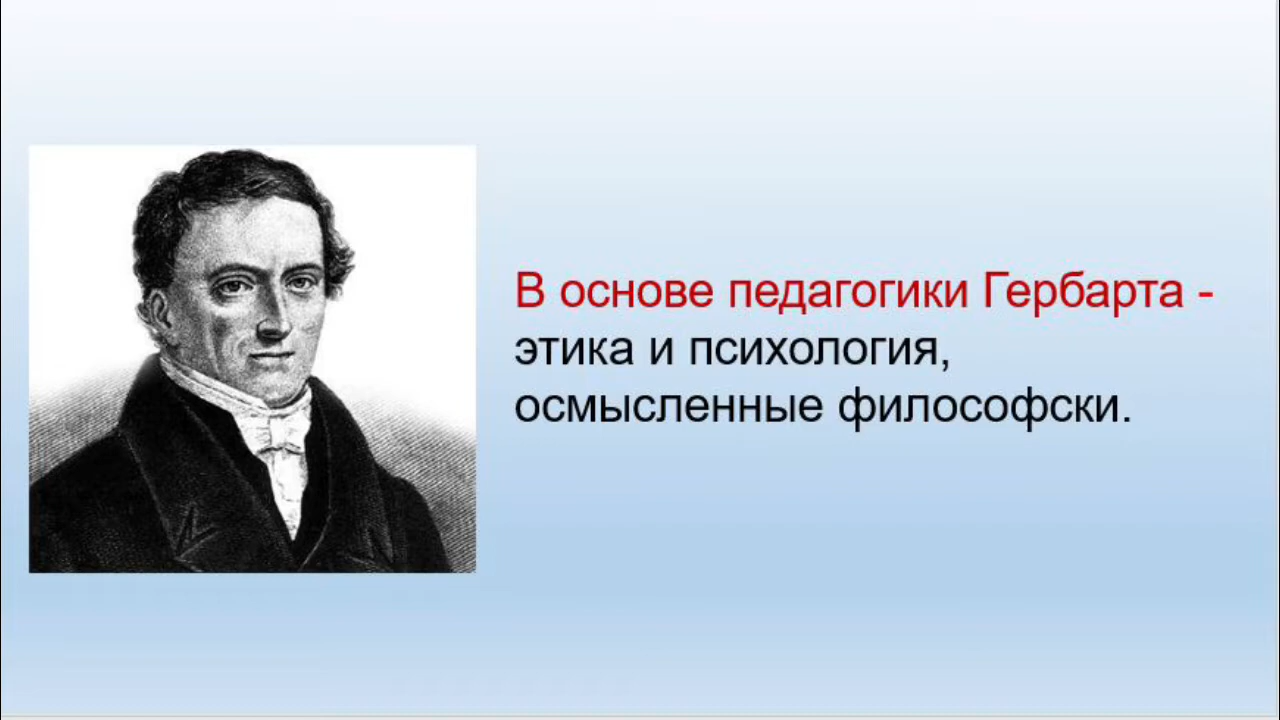 В основе педагогики Гербарта -
этика и психология,
осмысленные философски.